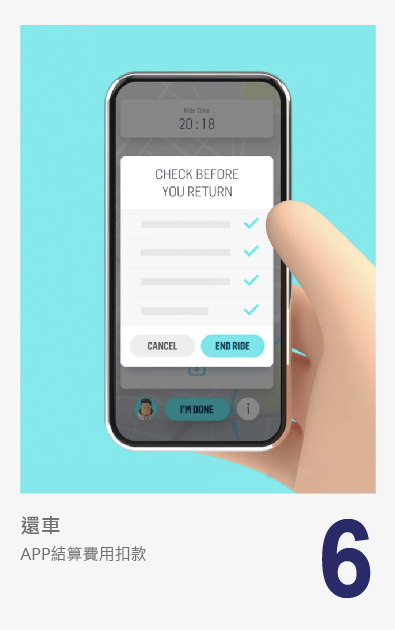 Ride Time
20:18
CHECK BEFORE
YOU RETURN
CANCEL
END RIDE
I'M DONE
i
還車
APP結算費用扣款
6